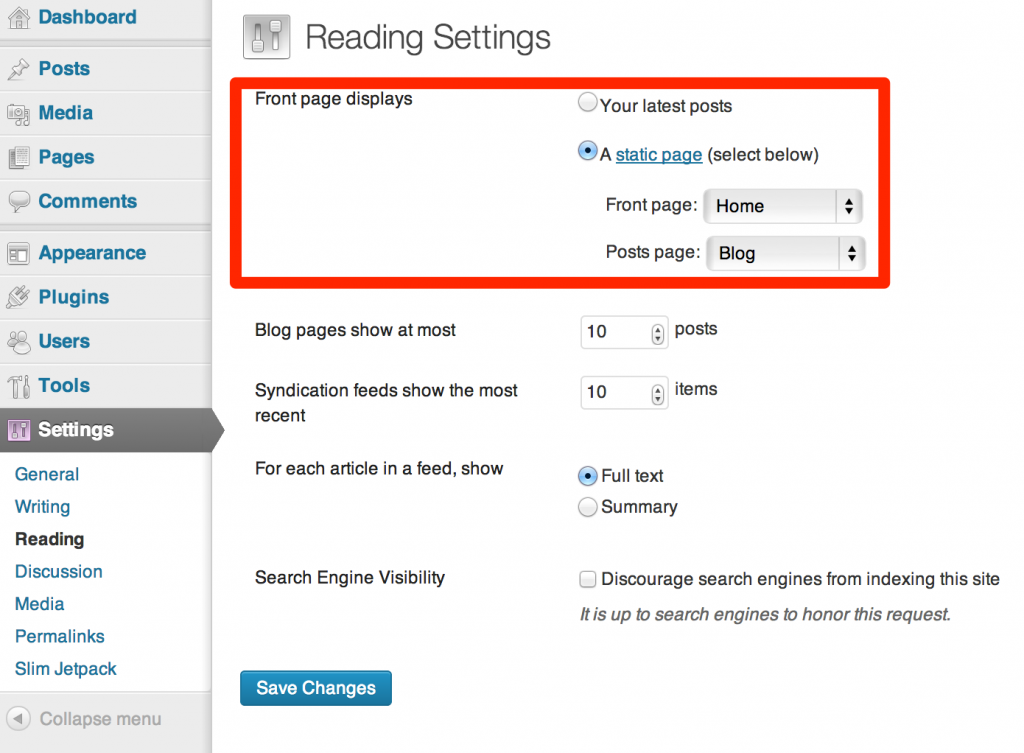 Dashboard
Posts
Media
Pages
Comments
Appearance
Plugins
Users
Tools
Settings
General
Writing
Reading
Discussion
Media
Permalinks
Slim Jetpack
Collapse menu
Reading Settings
Front page displays
Your latest posts
A static page (select below)
Front page: Home
Posts page: Blog
Blog pages show at most 10 posts
Syndication feeds show the most
recent
10 items
For each article in a feed, show
Full text
Summary
Search Engine Visibility
Discourage search engines from indexing this site
It is up to search engines to honor this request.
Save Changes